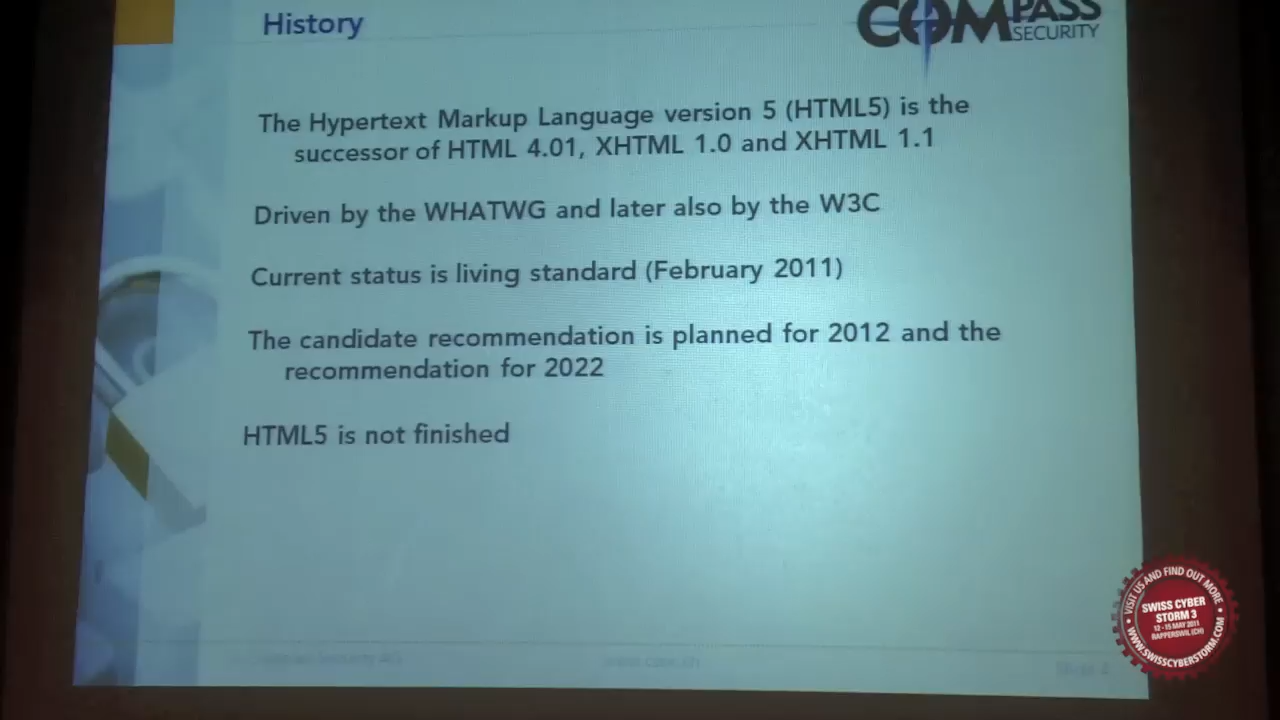 History
COMPASS
SECURITY
The Hypertext Markup Language version 5 (HTML5) is the
successor of HTML 4.01, XHTML 1.0 and XHTML 1.1
Driven by the WHATWG and later also by the W3C
Current status is living standard (February 2011)
The candidate recommendation is planned for 2012 and the
recommendation for 2022
HTML5 is not finished
VISIT US AND FIND OUT MORE
SWISS CYBER
STORM 3
12 - 15 MAY 2011
RAPPERSWIL (CH)
WWW.SWISSCYBERSTORM.COM